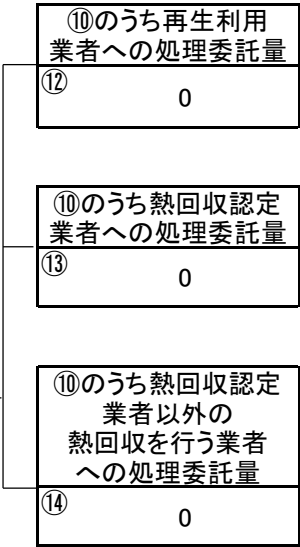 ⑩のうち再生利用
業者への処理委託量
⑫
0
⑩のうち熱回収認定
業者への処理委託量
⑬
0
⑩のうち熱回収認定
業者以外の
熱回収を行う業者
への処理委託量
⑭
0